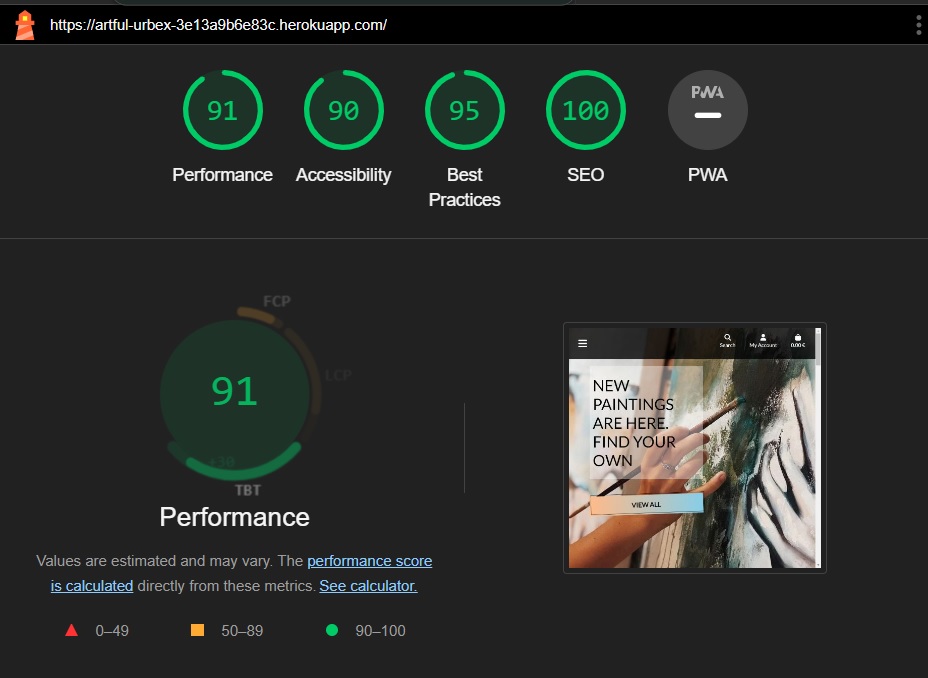 https://artful-urbex-3e13a9b6e83c.herokuapp.com/
91
90
95
100
PWA
Performance
Accessibility
Best
Practices
SEO
PWA
FCP
LCP
91
+30
TBT
Performance
Values are estimated and may vary. The performance score
is calculated directly from these metrics. See calculator.
0–49
50–89
90–100
Search
My Account
0.00 €
NEW
PAINTINGS
ARE HERE.
FIND YOUR
OWN
VIEW ALL